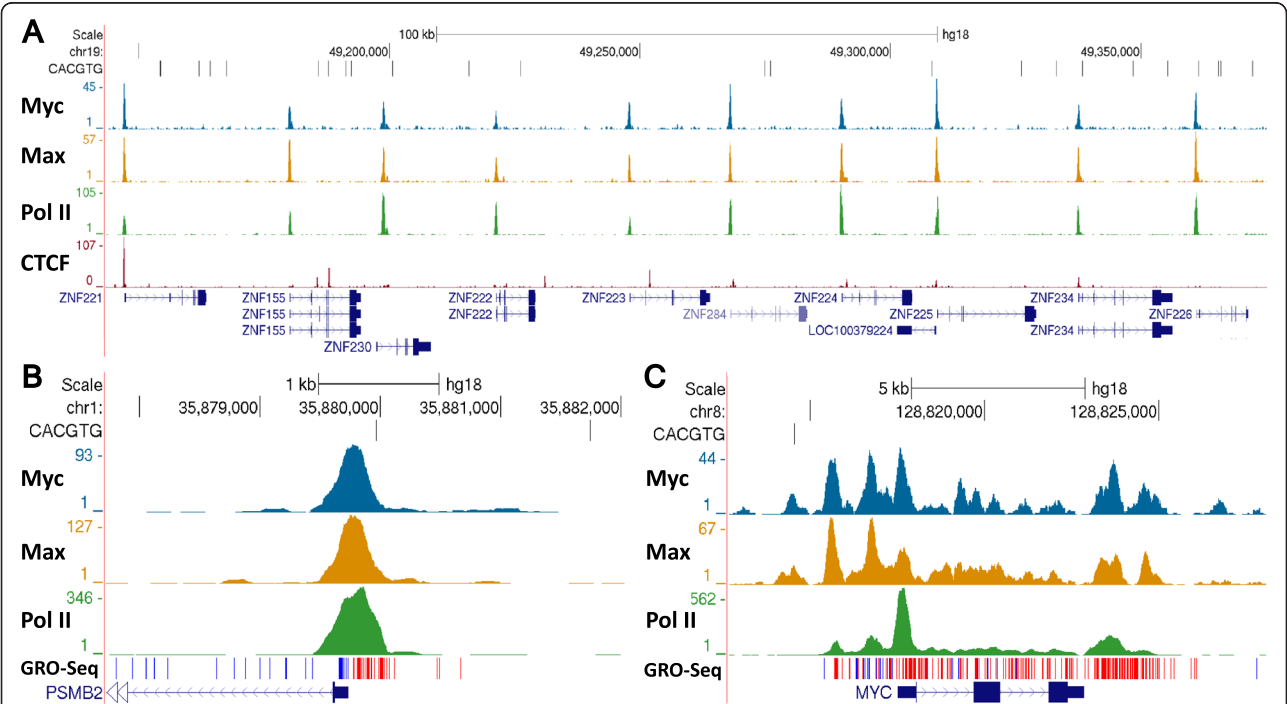 A
Scale 100 kb hg18
chr19: 49,200,000 49,250,000 49,300,000 49,350,000
CACGTG
45 -
Myc
1 -
57 -
Max
1 -
105 -
Pol II
1 -
107 -
CTCF
0 -
ZNF221 ZNF155 ZNF222 ZNF223 ZNF224 ZNF234
ZNF155 ZNF222 ZNF284 ZNF225 ZNF226
ZNF155 LOC100379224 ZNF234
ZNF230
B
Scale 1 kb hg18
chr1: 35,879,000 35,880,000 35,881,000 35,882,000
CACGTG
93 -
Myc
1 -
127 -
Max
1 -
346 -
Pol II
1 -
GRO-Seq
PSMB2
C
Scale 5 kb hg18
chr8: 128,820,000 128,825,000
CACGTG
44 -
Myc
1 -
67 -
Max
1 -
562 -
Pol II
1 -
GRO-Seq
MYC